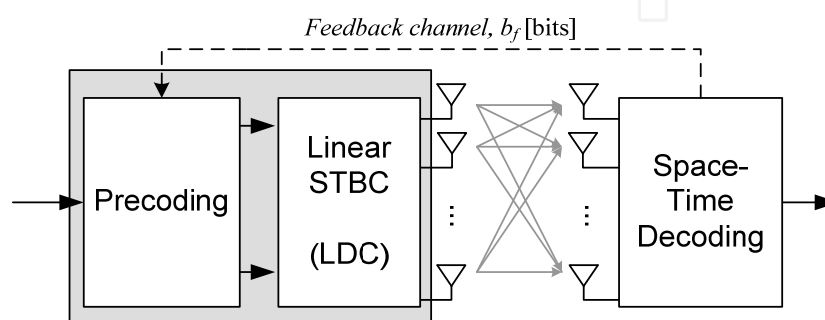 Feedback channel, b_f [bits]
Precoding
Linear
STBC
(LDC)
...
...
Space-
Time
Decoding